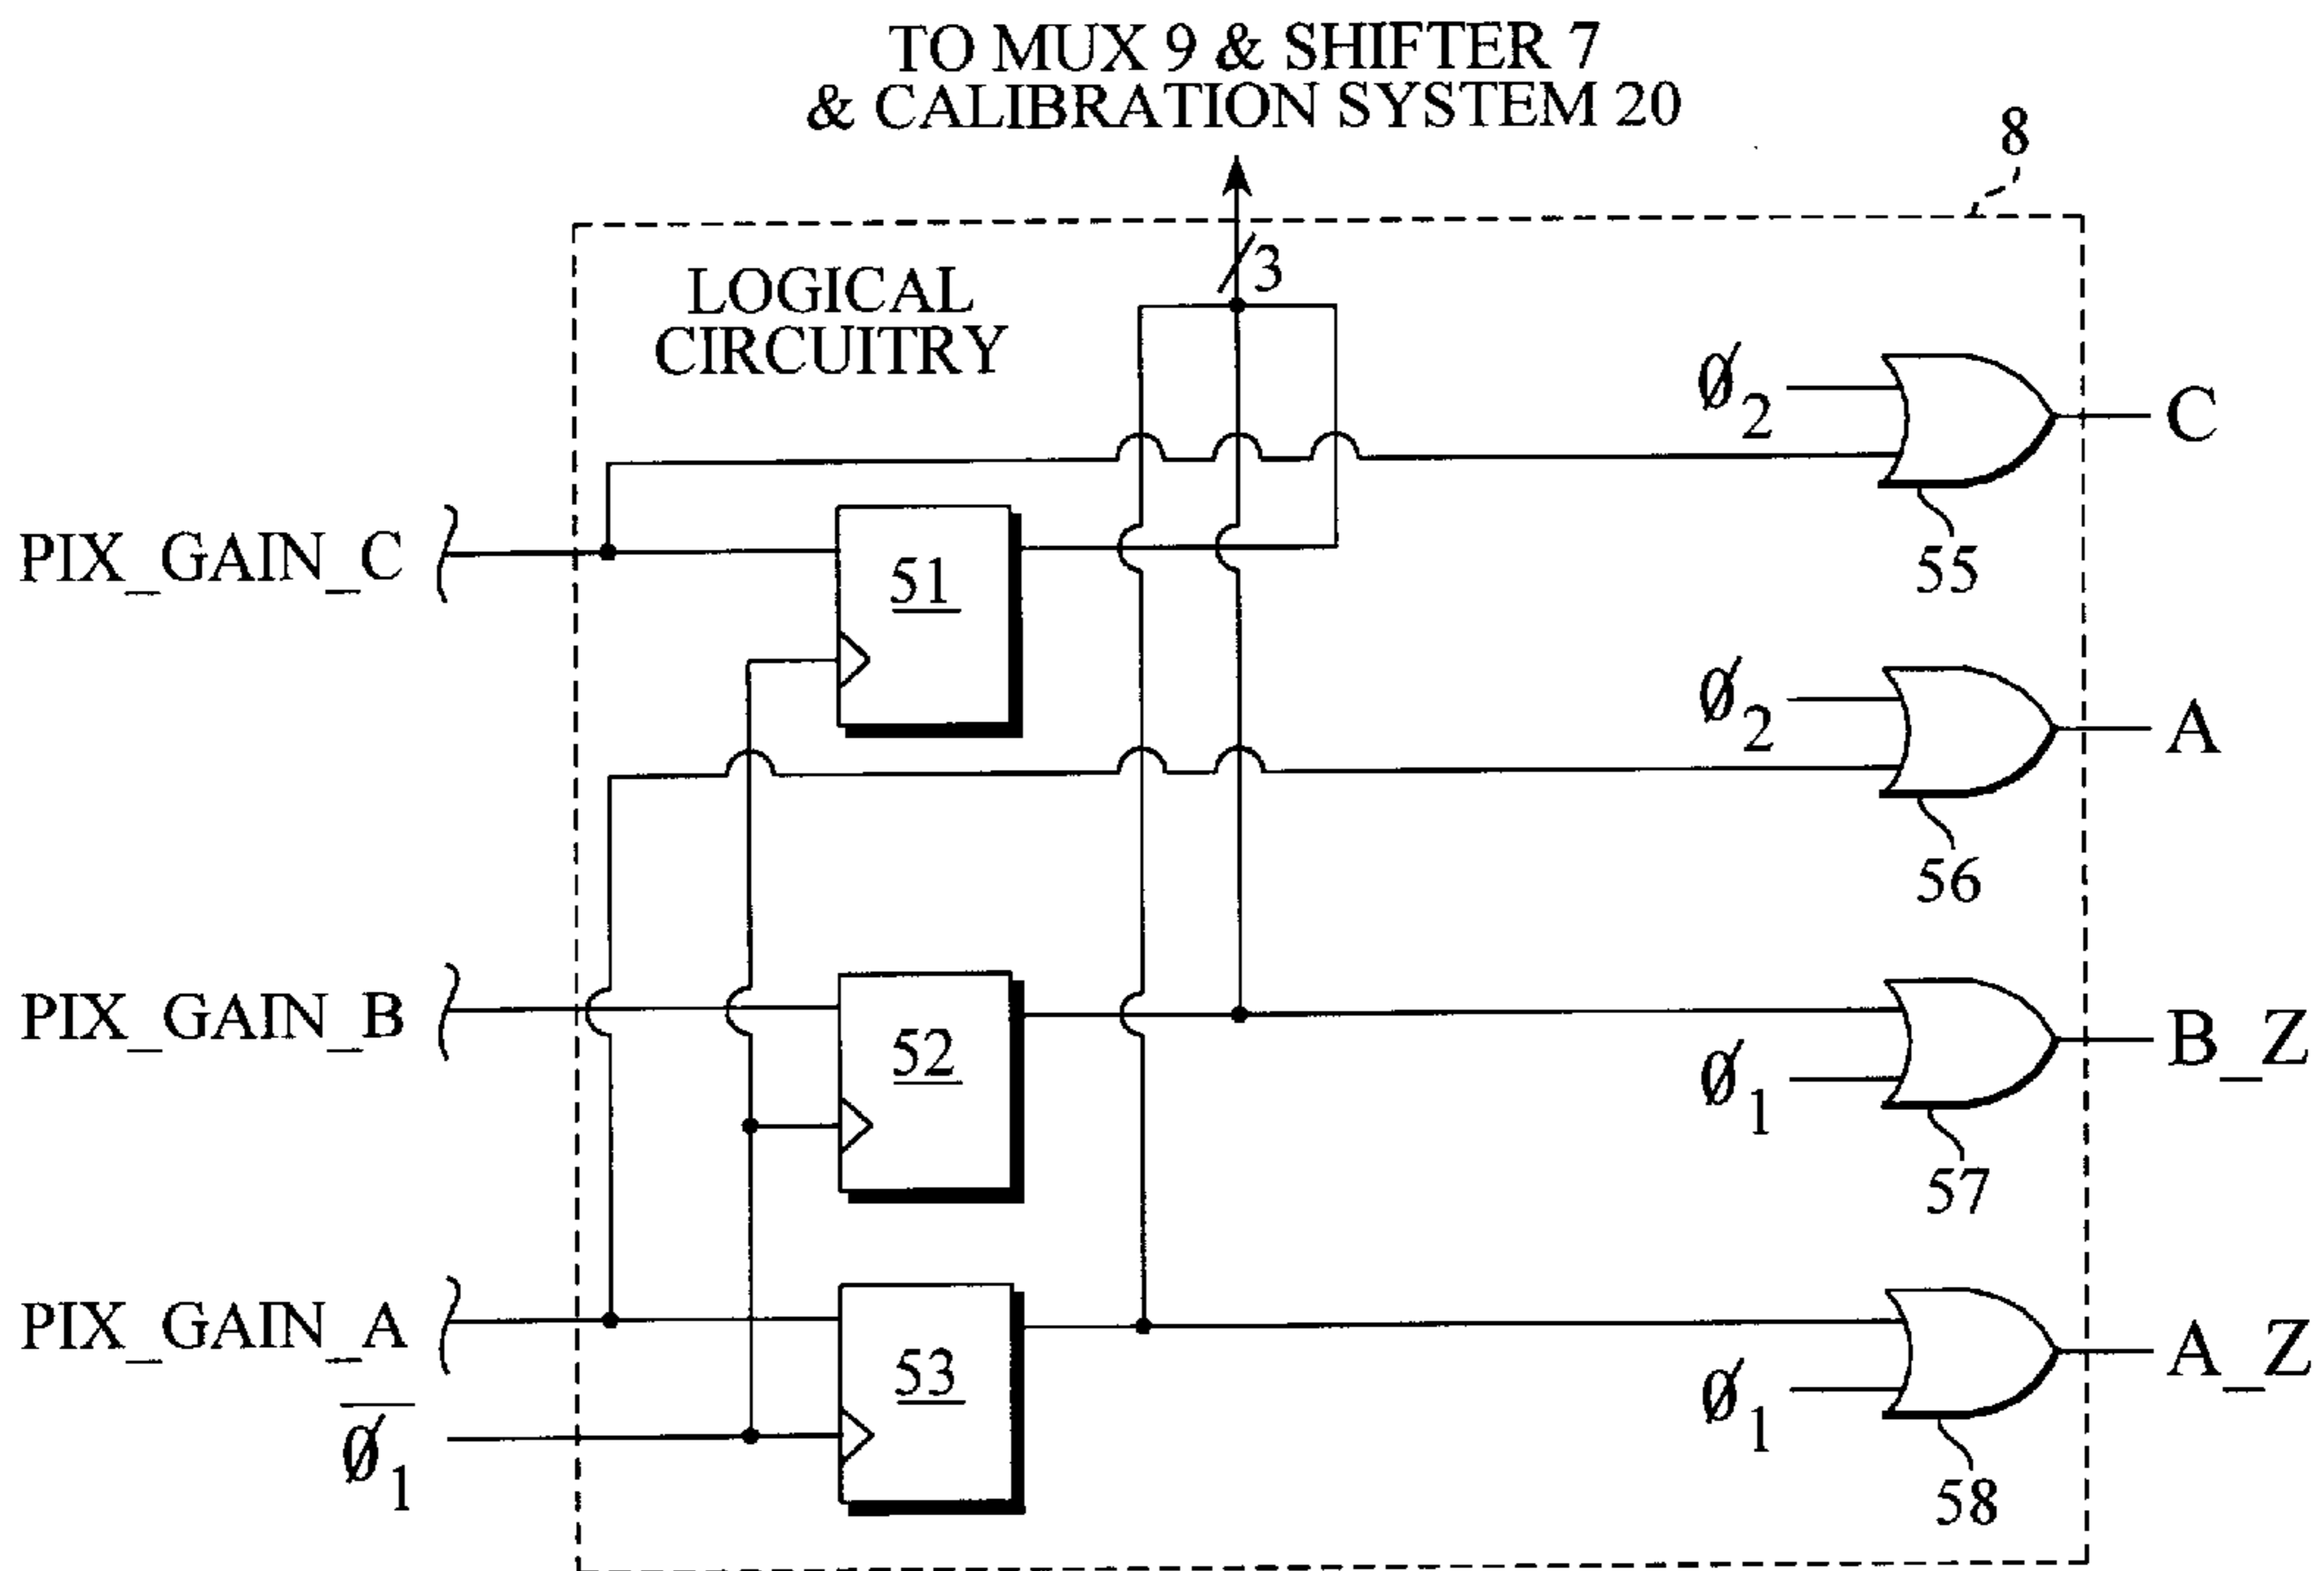 TO MUX 9 & SHIFTER 7
& CALIBRATION SYSTEM 20
8
3
LOGICAL
CIRCUITRY
Ø2
C
PIX_GAIN_C
51
55
Ø2
A
56
PIX_GAIN_B
52
B_Z
Ø1
57
PIX_GAIN_A
53
A_Z
Ø1
Ø̅1
58